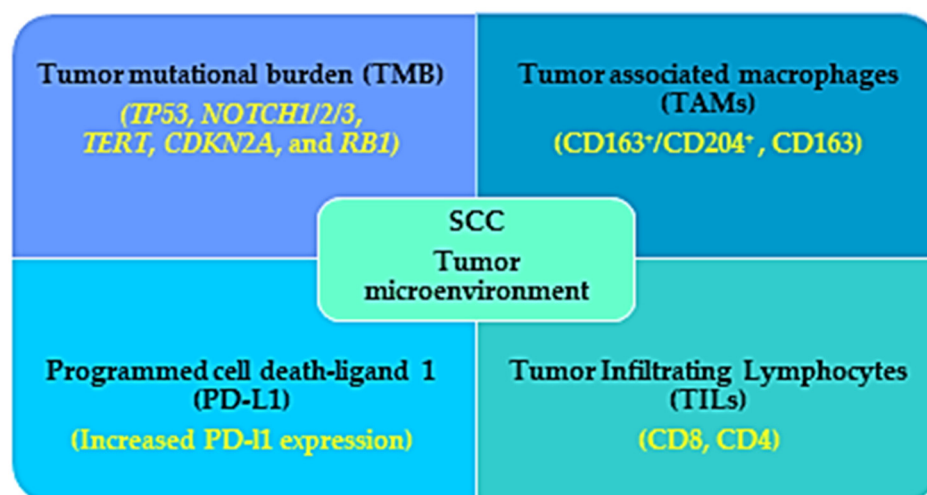 Tumor mutational burden (TMB)
(TP53, NOTCH1/2/3,
TERT, CDKN2A, and RB1)
Tumor associated macrophages
(TAMs)
(CD163⁺/CD204⁺ , CD163)
SCC
Tumor
microenvironment
Programmed cell death-ligand 1
(PD-L1)
(Increased PD-l1 expression)
Tumor Infiltrating Lymphocytes
(TILs)
(CD8, CD4)